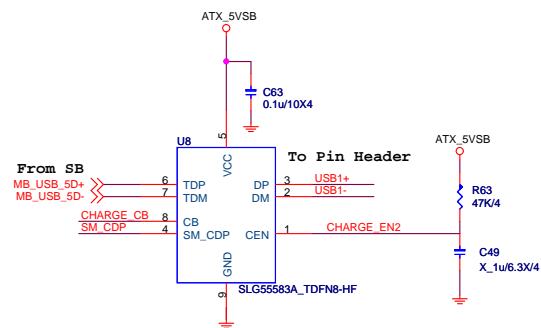 ATX_5VSB
C63
0.1u/10X4
U8
5
VCC
ATX_5VSB
From SB
To Pin Header
MB_USB_5D+
6
TDP
DP
3
USB1+
MB_USB_5D-
7
TDM
DM
2
USB1-
R63
47K/4
CHARGE_CB
8
CB
SM_CDP
4
SM_CDP
CEN
1
CHARGE_EN2
C49
X_1u/6.3X/4
GND
9
SLG55583A_TDFN8-HF